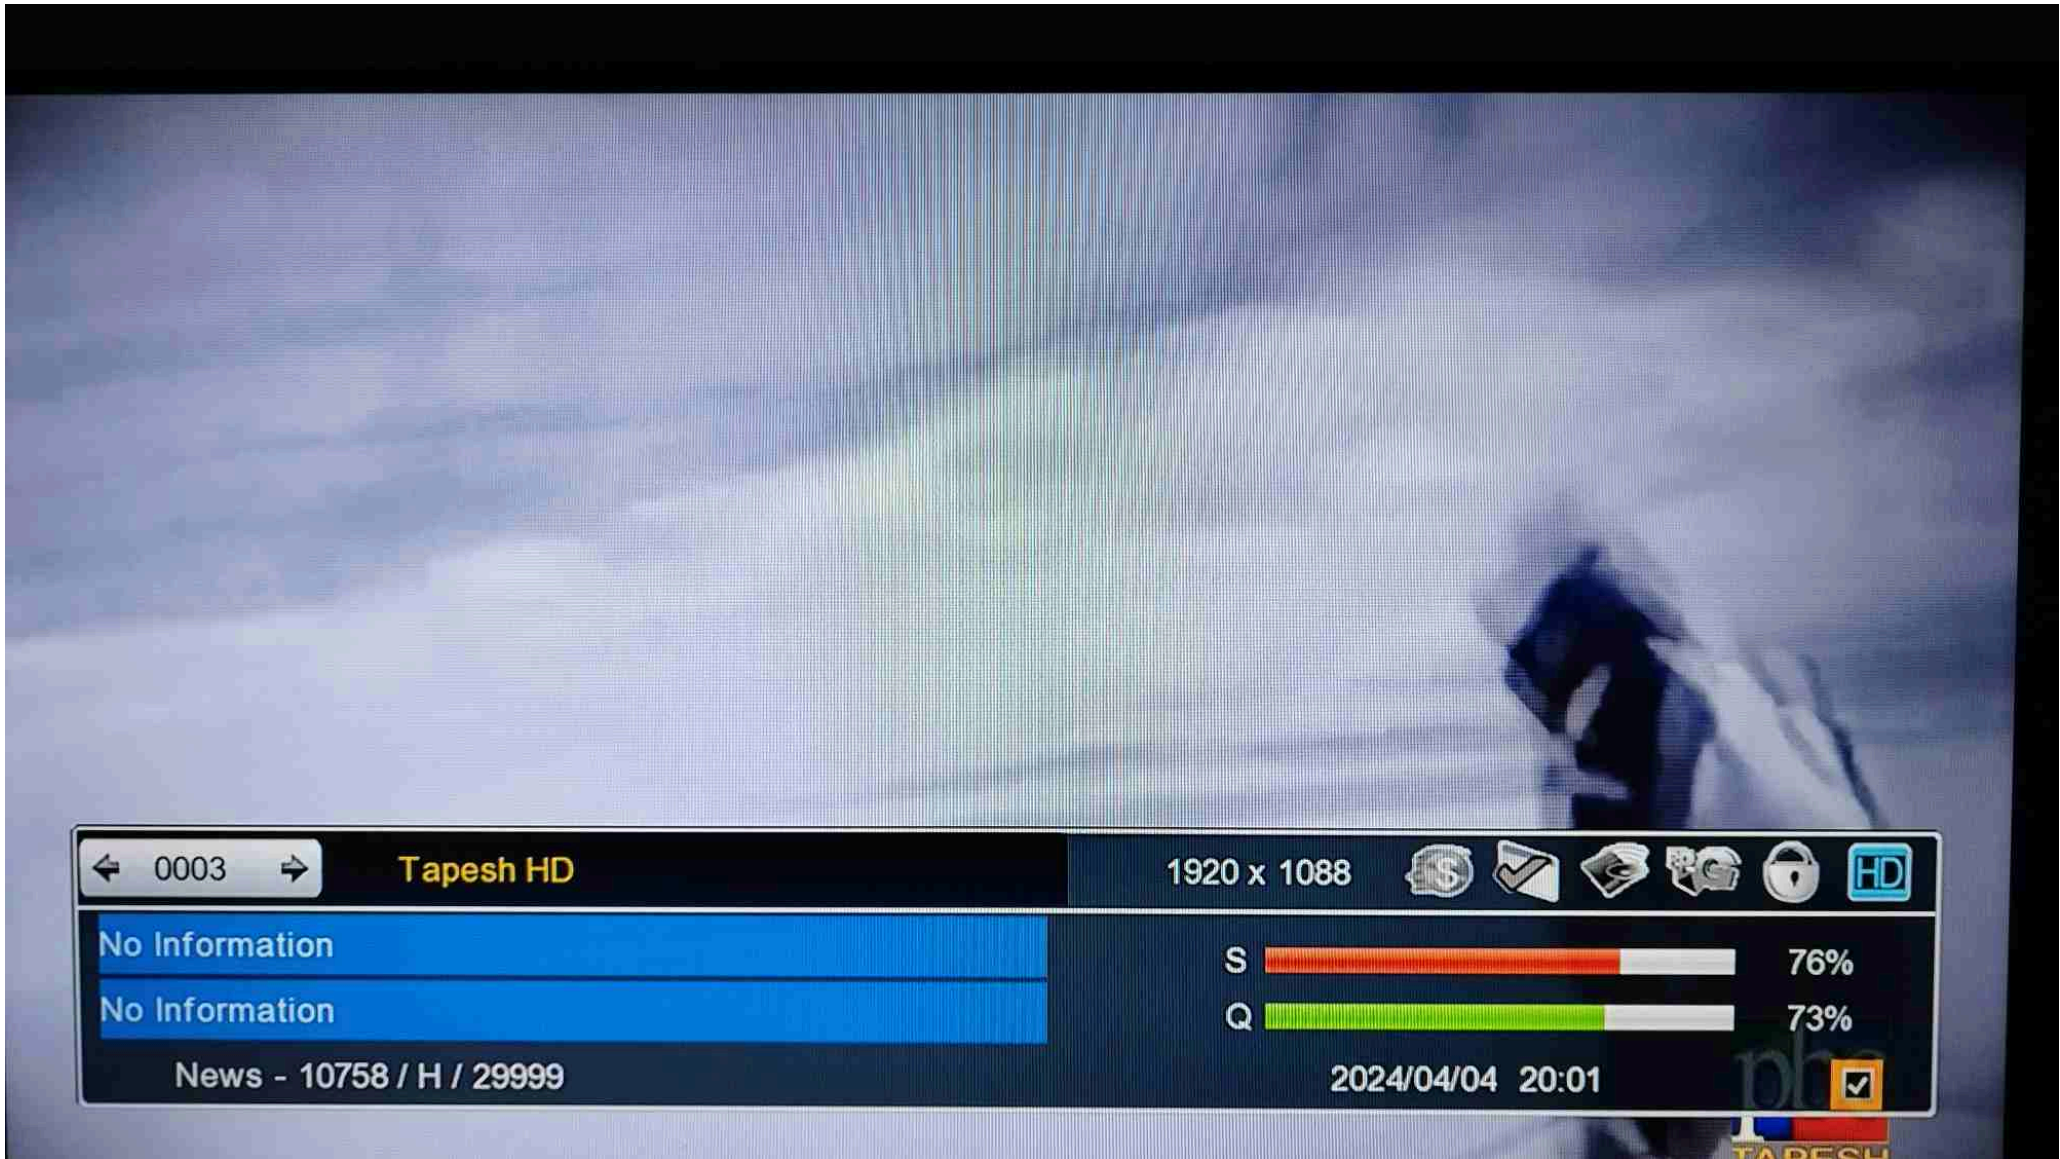 0003
Tapesh HD
1920 x 1088
HD
No Information
No Information
S 76%
Q 73%
News - 10758 / H / 29999
2024/04/04 20:01
TAPESH